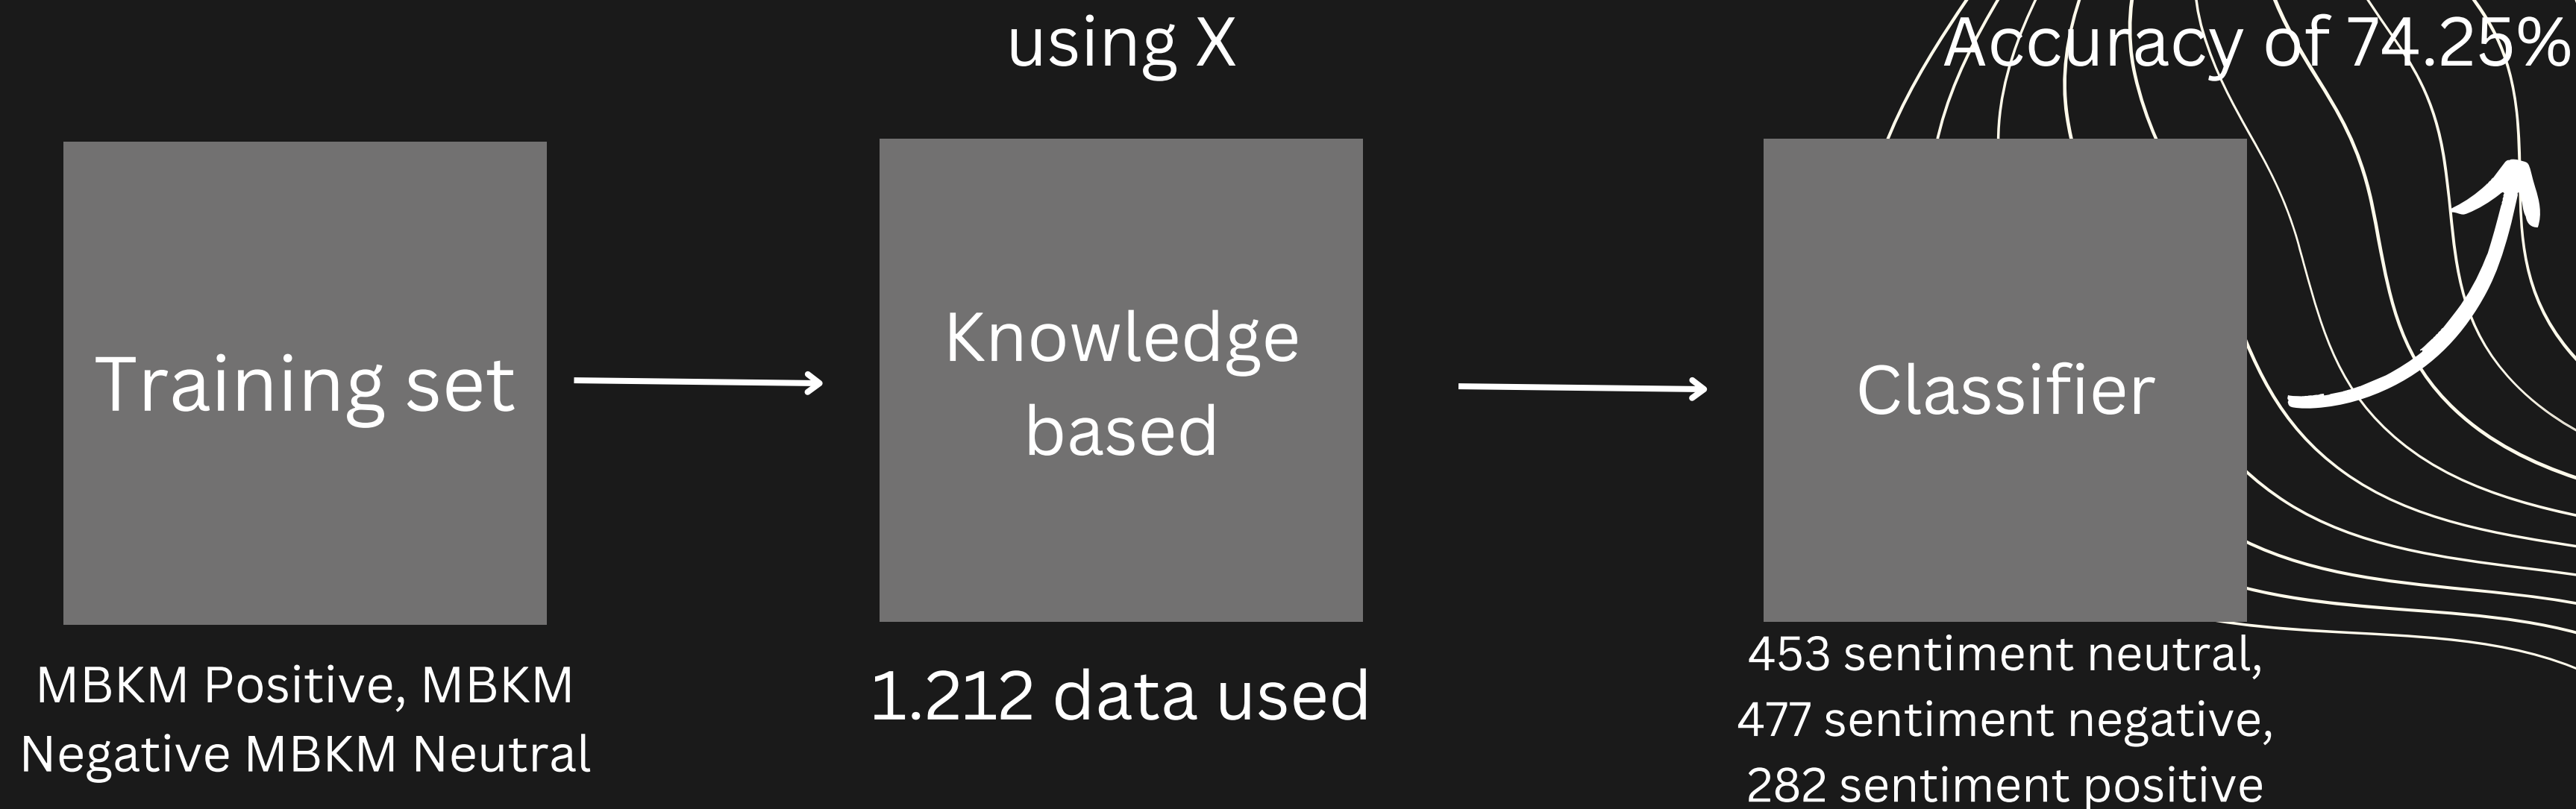 using X
Accuracy of 74.25%
Training set
Knowledge
based
Classifier
MBKM Positive, MBKM
Negative MBKM Neutral
1.212 data used
453 sentiment neutral,
477 sentiment negative,
282 sentiment positive